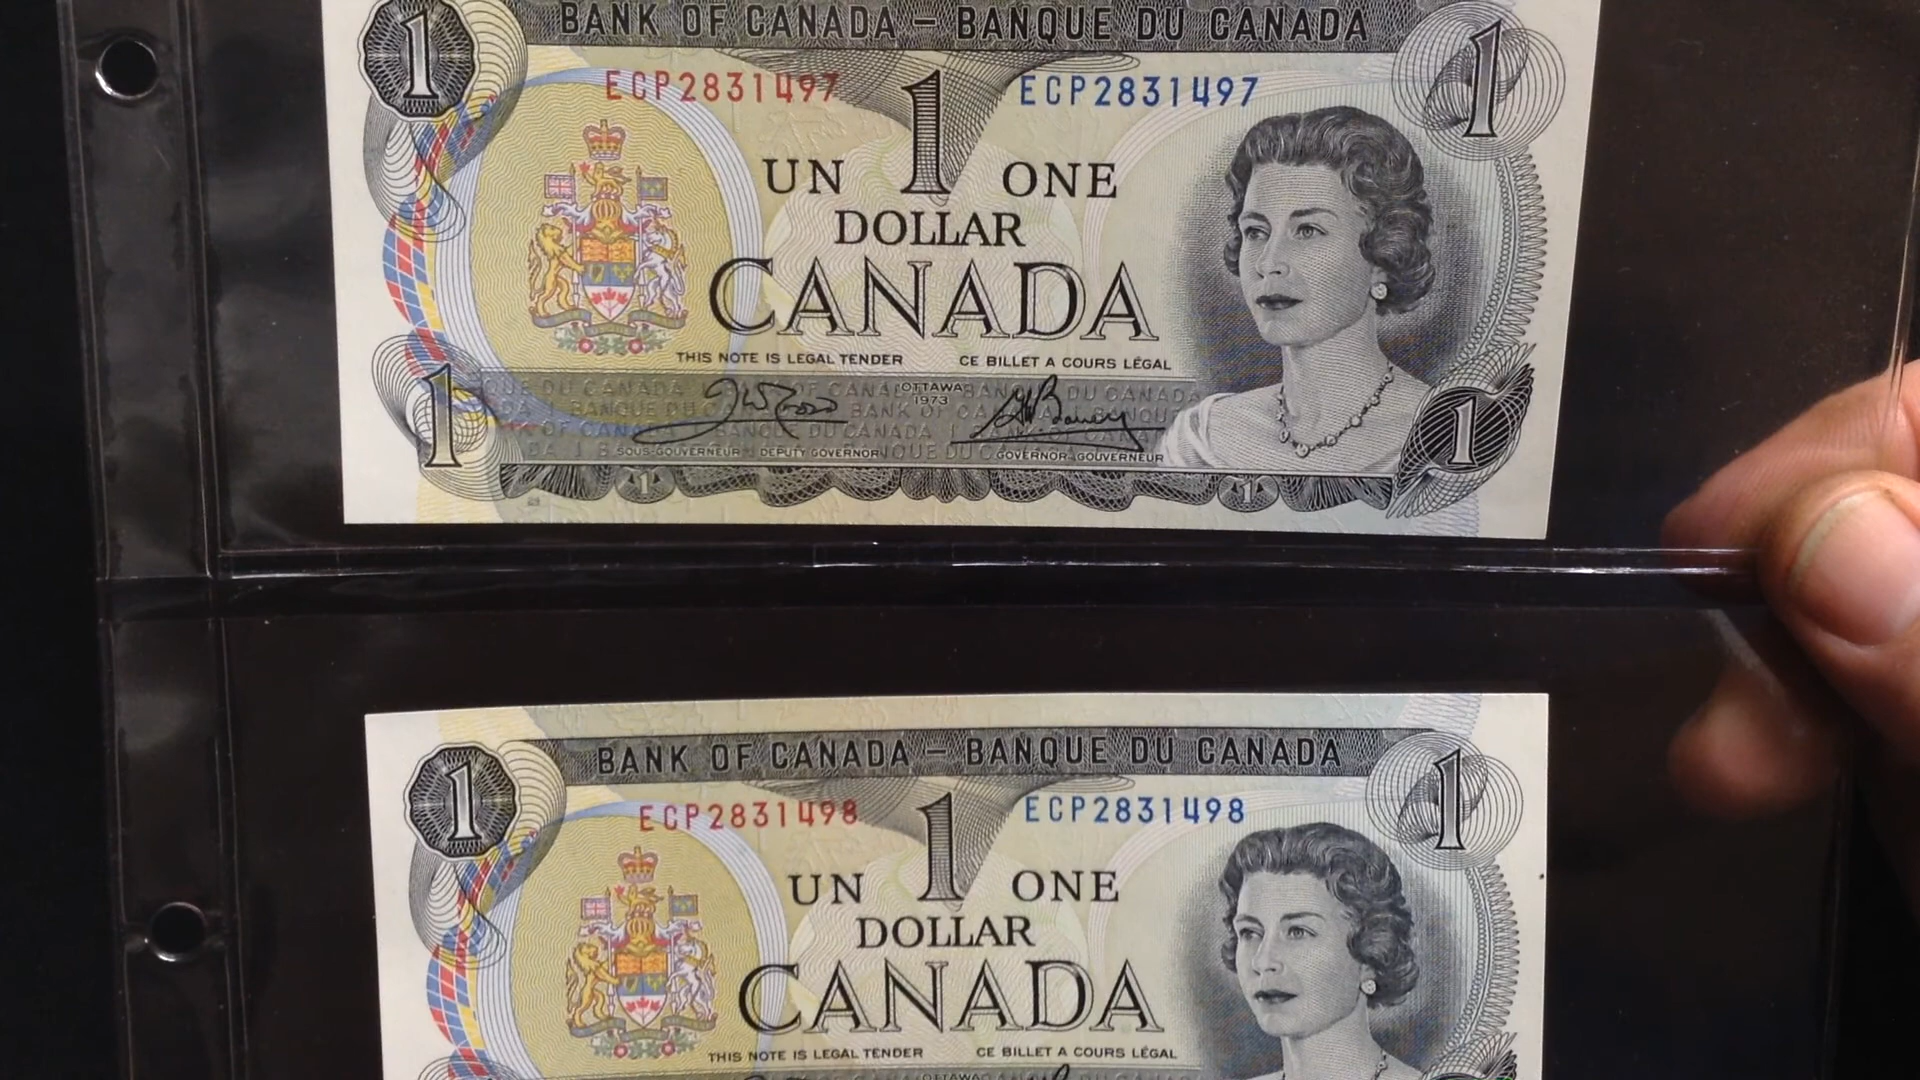 BANK OF CANADA – BANQUE DU CANADA
1 1
ECP2831497 ECP2831497
UN 1 ONE
DOLLAR
CANADA
THIS NOTE IS LEGAL TENDER CE BILLET A COURS LÉGAL
OTTAWA
1973
SOUS-GOUVERNEUR DEPUTY GOVERNOR GOVERNOR-GOUVERNEUR
1 1
1 1
BANK OF CANADA – BANQUE DU CANADA
1 1
ECP2831498 ECP2831498
UN 1 ONE
DOLLAR
CANADA
THIS NOTE IS LEGAL TENDER CE BILLET A COURS LÉGAL
OTTAWA